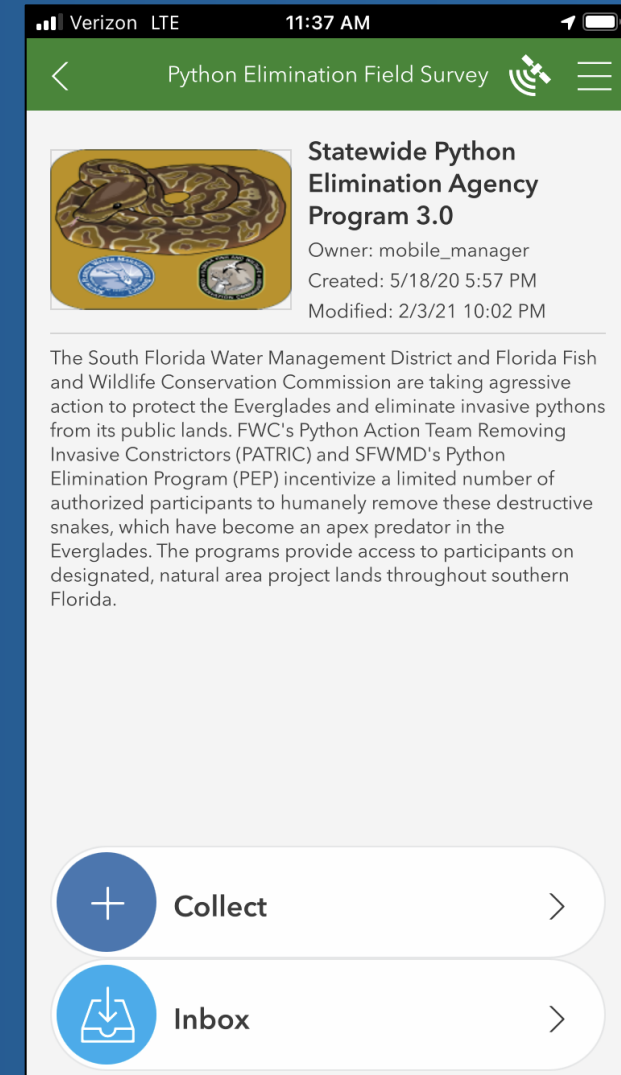 Verizon LTE 11:37 AM
Python Elimination Field Survey
Statewide Python
Elimination Agency
Program 3.0
Owner: mobile_manager
Created: 5/18/20 5:57 PM
Modified: 2/3/21 10:02 PM
The South Florida Water Management District and Florida Fish
and Wildlife Conservation Commission are taking agressive
action to protect the Everglades and eliminate invasive pythons
from its public lands. FWC's Python Action Team Removing
Invasive Constrictors (PATRIC) and SFWMD's Python
Elimination Program (PEP) incentivize a limited number of
authorized participants to humanely remove these destructive
snakes, which have become an apex predator in the
Everglades. The programs provide access to participants on
designated, natural area project lands throughout southern
Florida.
Collect
Inbox